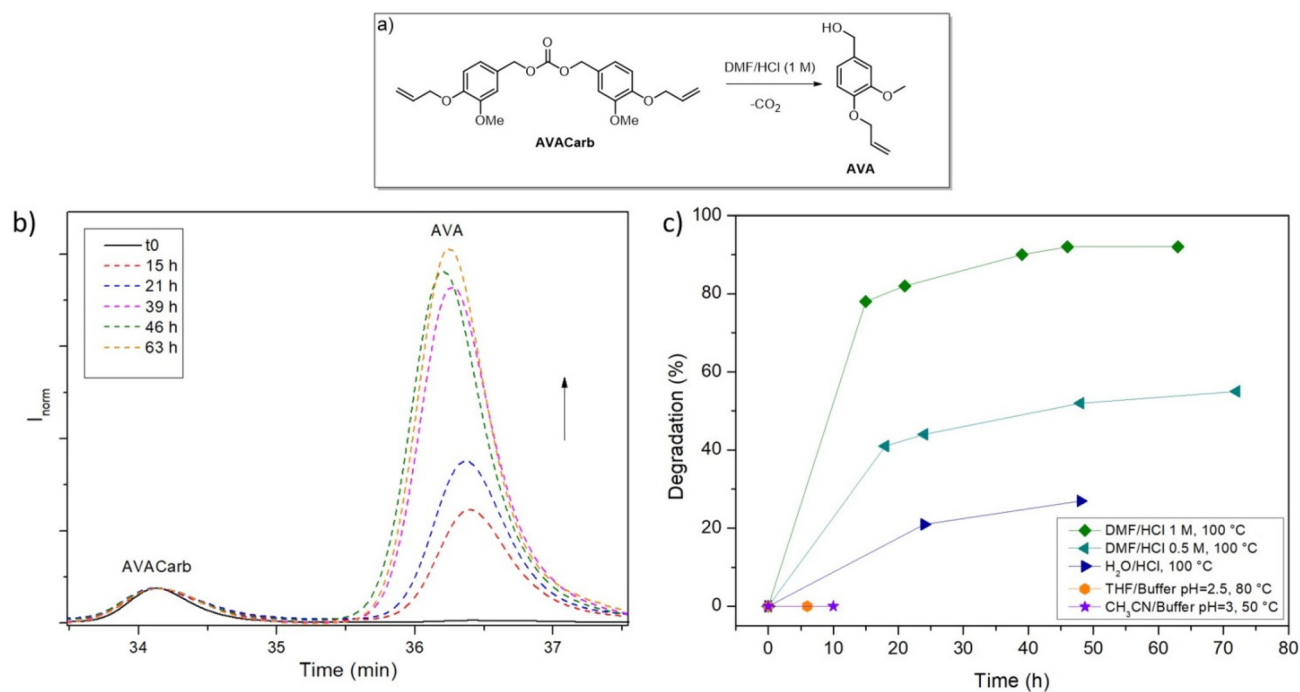 a)
O
O
O
O
O
OMe
OMe
AVACarb
DMF/HCl (1 M)
-CO2
HO
O
O
AVA
b)
t0
15 h
21 h
39 h
46 h
63 h
AVA
AVACarb
Inorm
34
35
36
37
Time (min)
c)
100
80
60
40
20
0
Degradation (%)
DMF/HCl 1 M, 100 °C
DMF/HCl 0.5 M, 100 °C
H2O/HCl, 100 °C
THF/Buffer pH=2.5, 80 °C
CH3CN/Buffer pH=3, 50 °C
0
10
20
30
40
50
60
70
80
Time (h)